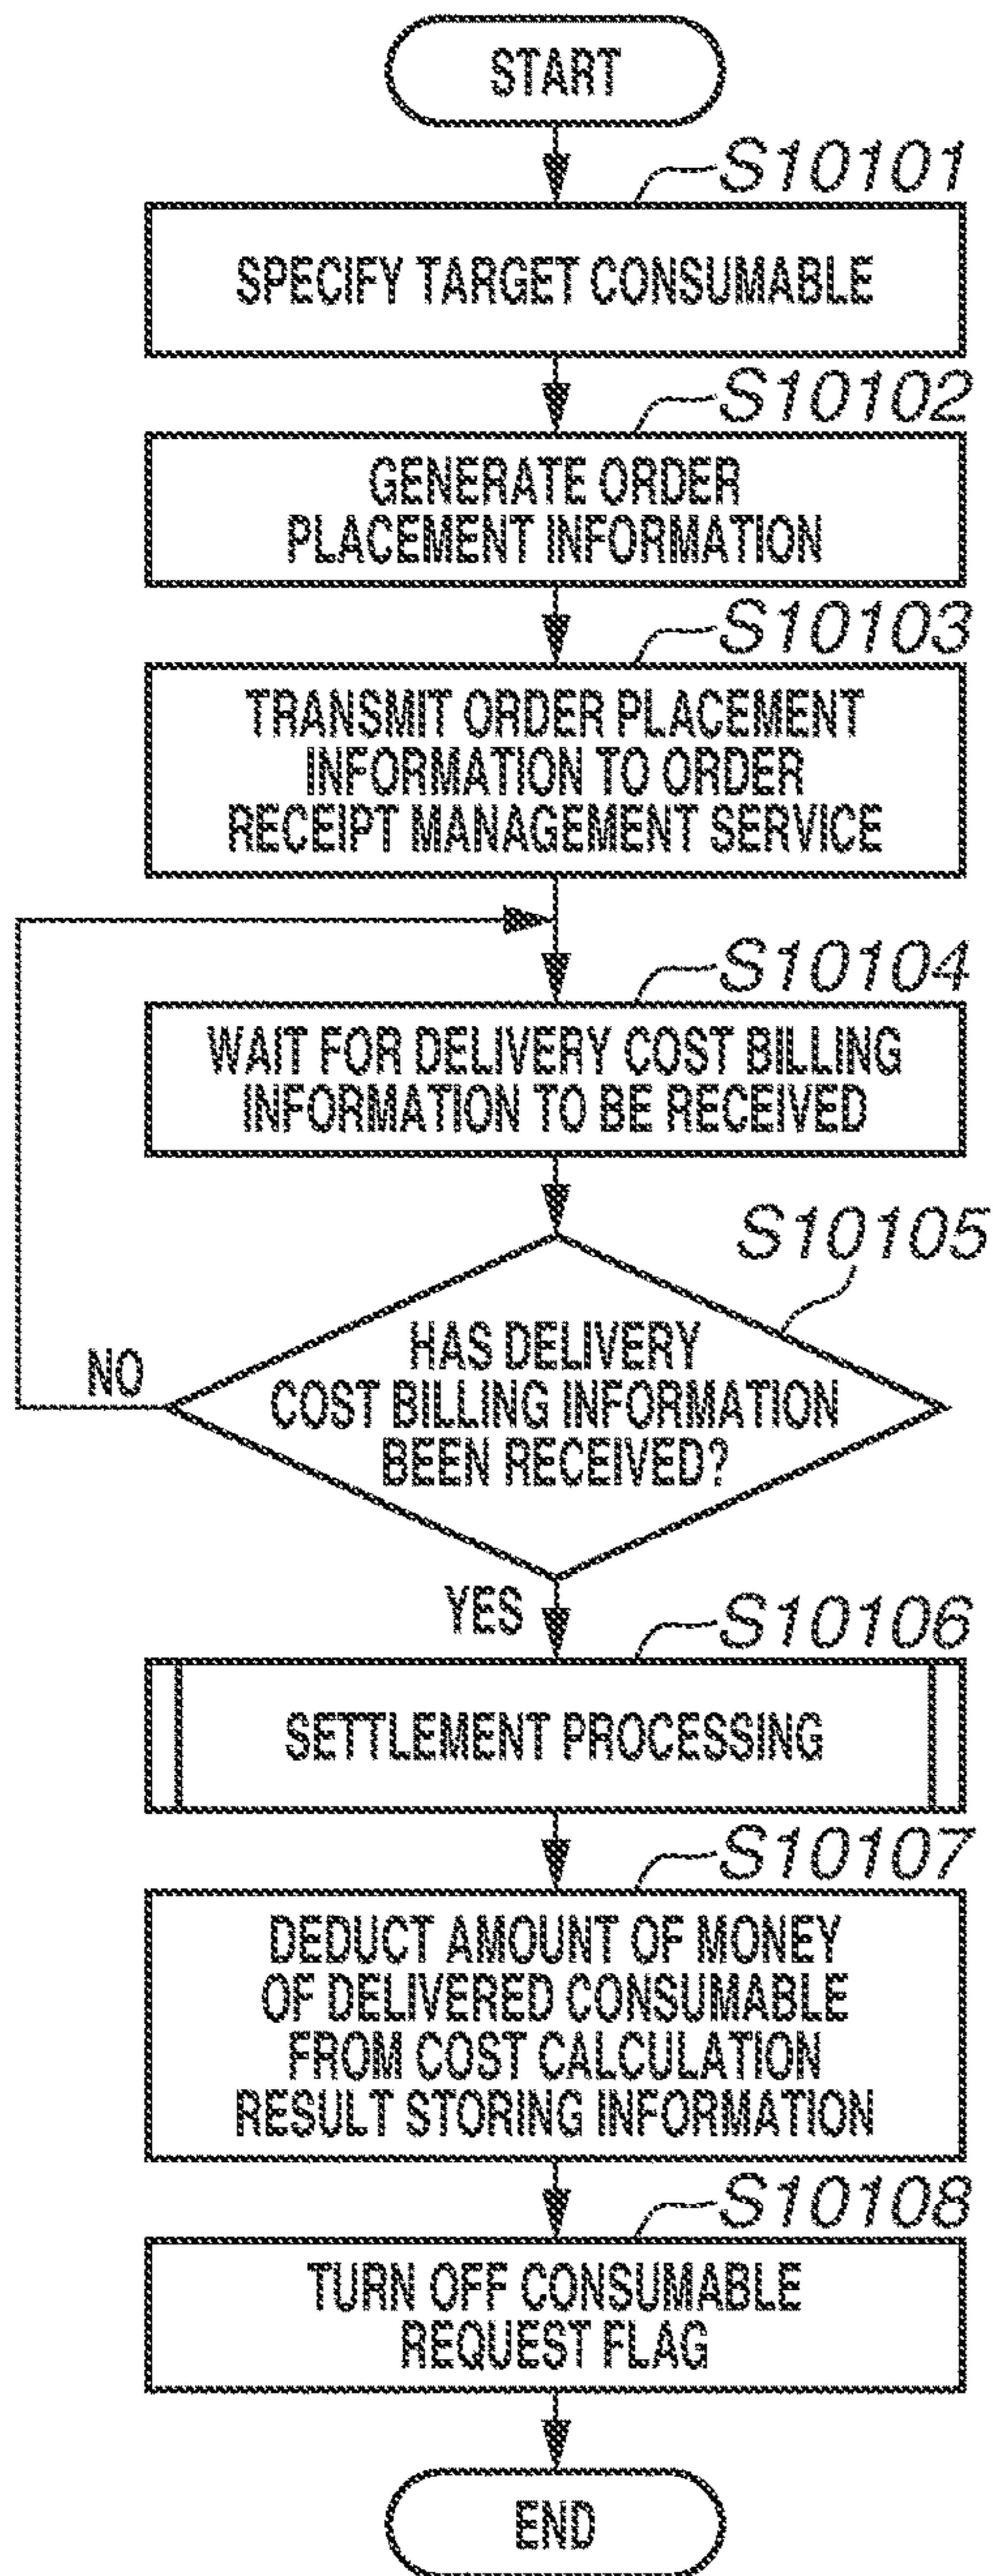 START
S10101
SPECIFY TARGET CONSUMABLE
S10102
GENERATE ORDER
PLACEMENT INFORMATION
S10103
TRANSMIT ORDER PLACEMENT
INFORMATION TO ORDER
RECEIPT MANAGEMENT SERVICE
S10104
WAIT FOR DELIVERY COST BILLING
INFORMATION TO BE RECEIVED
S10105
HAS DELIVERY
COST BILLING INFORMATION
BEEN RECEIVED?
NO
YES
S10106
SETTLEMENT PROCESSING
S10107
DEDUCT AMOUNT OF MONEY
OF DELIVERED CONSUMABLE
FROM COST CALCULATION
RESULT STORING INFORMATION
S10108
TURN OFF CONSUMABLE
REQUEST FLAG
END